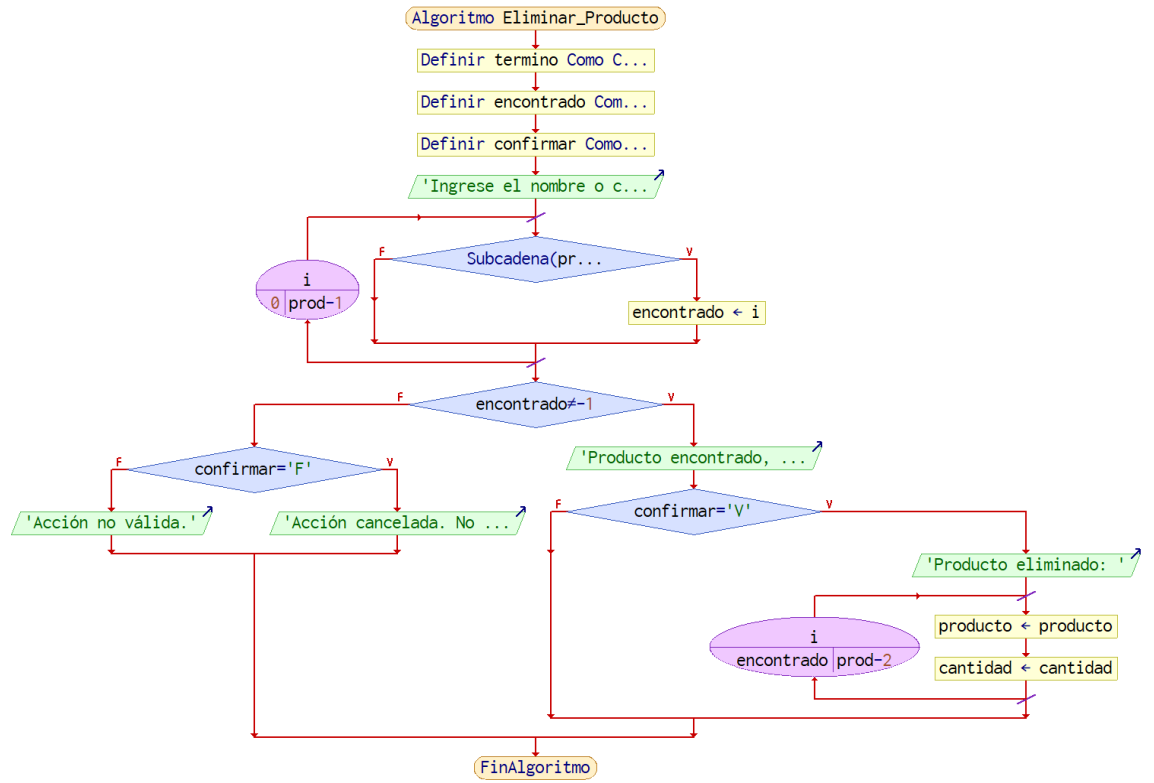 Algoritmo Eliminar_Producto
Definir termino Como C...
Definir encontrado Com...
Definir confirmar Como...
'Ingrese el nombre o c...
F
V
Subcadena(pr...
i
0 prod-1
encontrado ← i
F
V
encontrado≠-1
F
V
confirmar='F'
'Producto encontrado, ...
F
V
confirmar='V'
'Acción no válida.'
'Acción cancelada. No ...
'Producto eliminado: '
i
encontrado prod-2
producto ← producto
cantidad ← cantidad
FinAlgoritmo